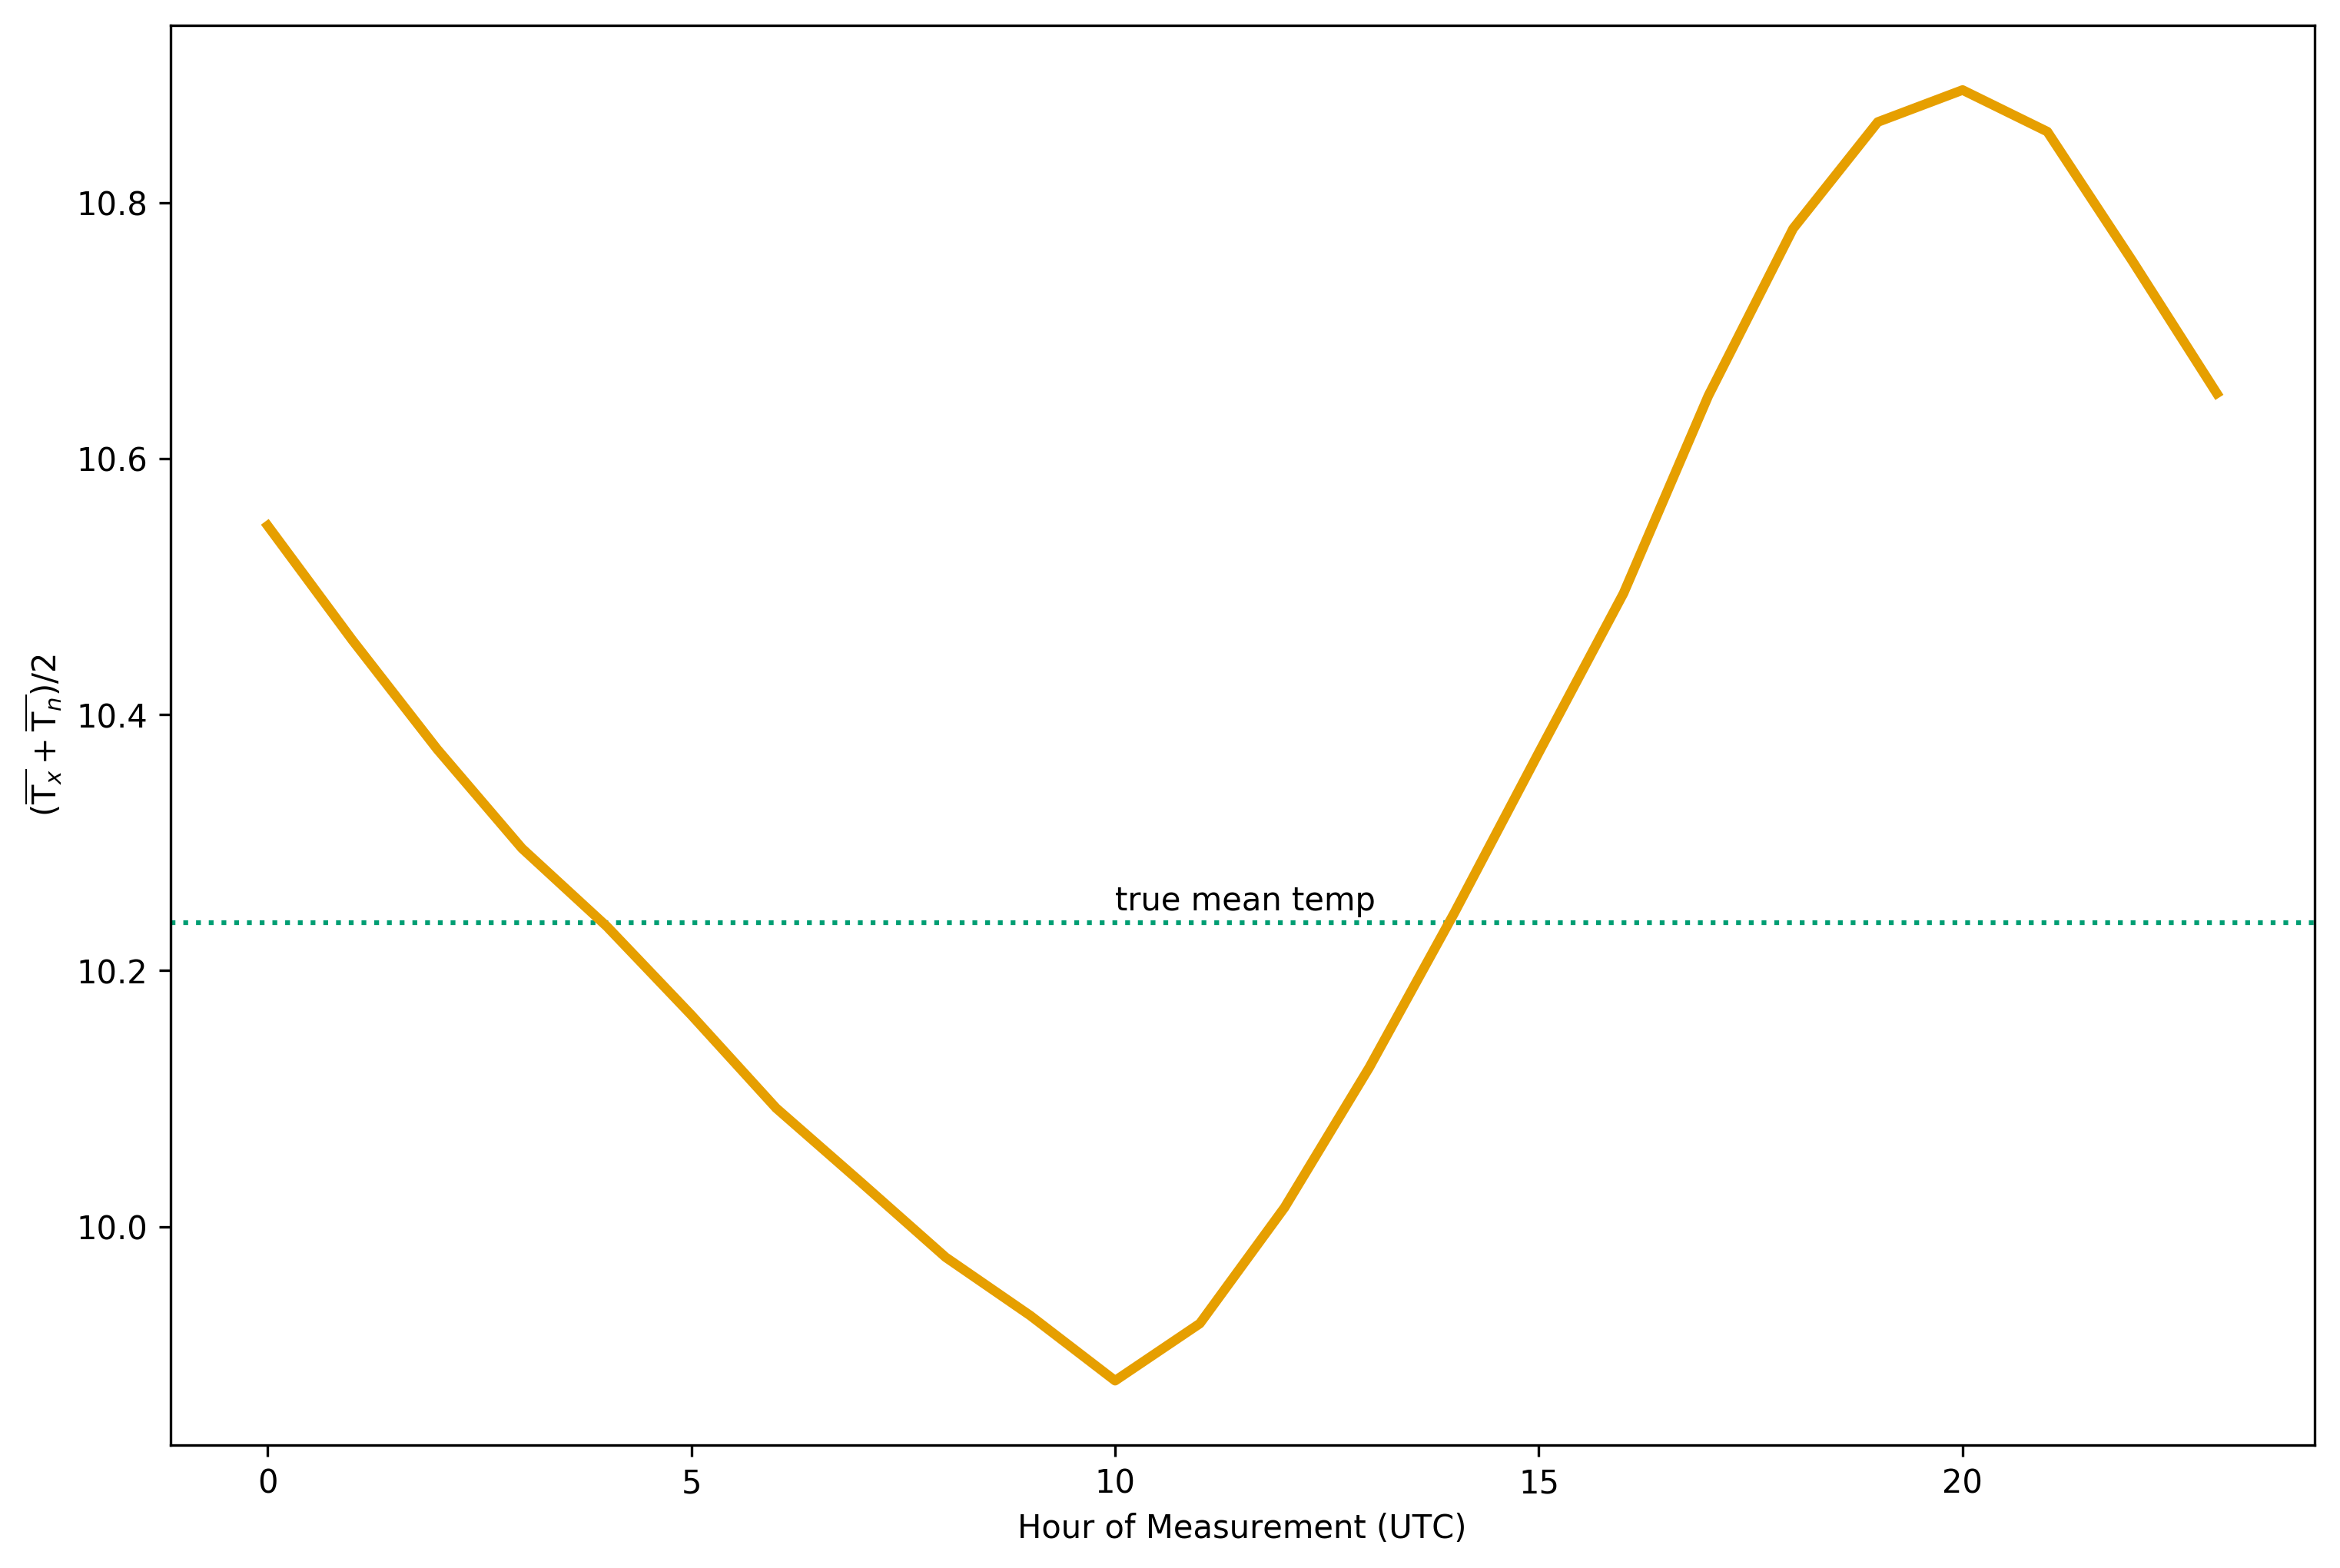 10.8
10.6
10.4
10.2
10.0
(T̅ₓ + T̅ₙ)/2
true mean temp
0 5 10 15 20
Hour of Measurement (UTC)